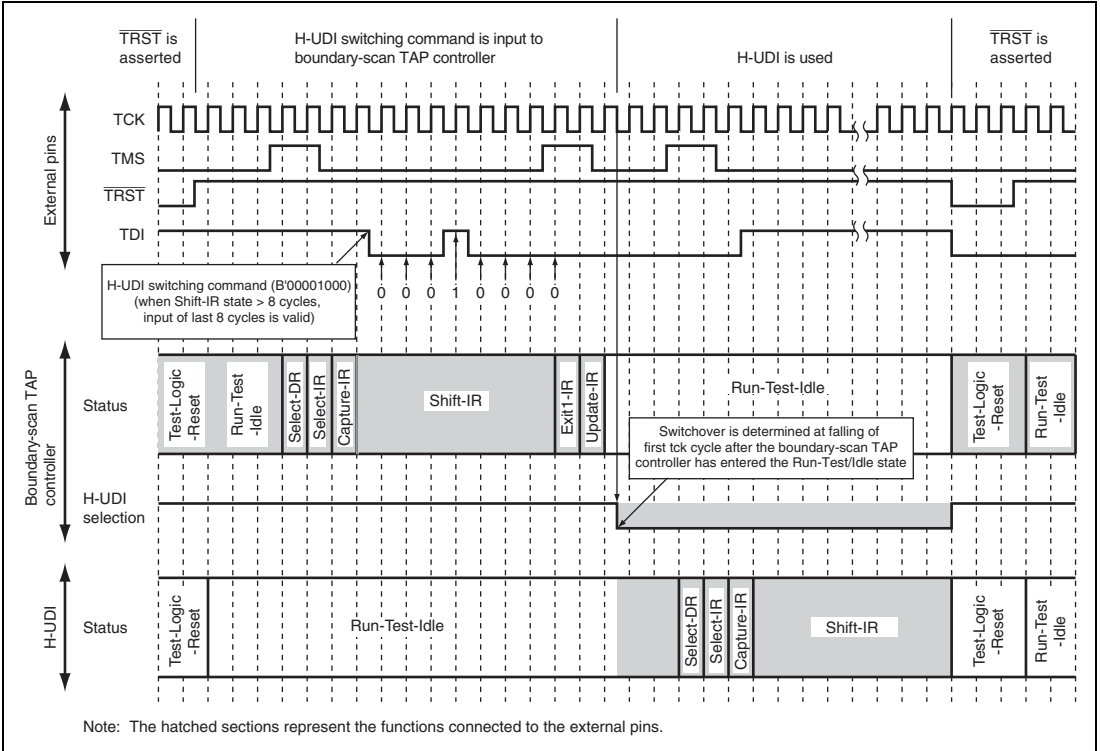 TRST is
asserted
H-UDI switching command is input to
boundary-scan TAP controller
H-UDI is used
TRST is
asserted
External pins
TCK
TMS
TRST
TDI
H-UDI switching command (B'00001000)
(when Shift-IR state > 8 cycles,
input of last 8 cycles is valid)
0 0 0 1 0 0 0 0
Boundary-scan TAP
controller
Status
Test-Logic
-Reset
Run-Test
-Idle
Select-DR
Select-IR
Capture-IR
Shift-IR
Exit1-IR
Update-IR
Run-Test-Idle
Test-Logic
-Reset
Run-Test
-Idle
Switchover is determined at falling of
first tck cycle after the boundary-scan TAP
controller has entered the Run-Test/Idle state
H-UDI
selection
H-UDI
Status
Test-Logic
-Reset
Run-Test-Idle
Select-DR
Select-IR
Capture-IR
Shift-IR
Test-Logic
-Reset
Run-Test
-Idle
Note: The hatched sections represent the functions connected to the external pins.